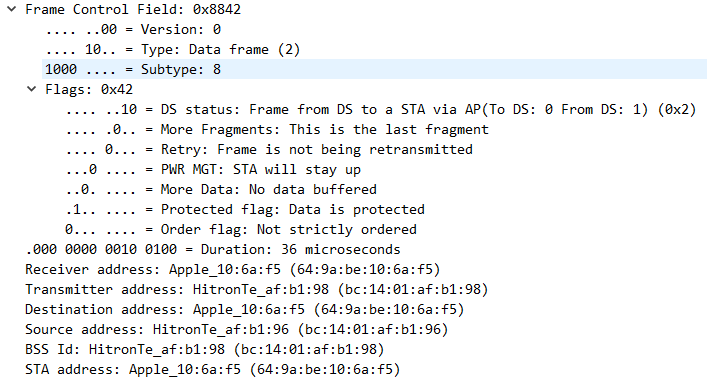 Frame Control Field: 0x8842
.... ..00 = Version: 0
.... 10.. = Type: Data frame (2)
1000 .... = Subtype: 8
Flags: 0x42
.... ..10 = DS status: Frame from DS to a STA via AP(To DS: 0 From DS: 1) (0x2)
.... .0.. = More Fragments: This is the last fragment
.... 0... = Retry: Frame is not being retransmitted
...0 .... = PWR MGT: STA will stay up
..0. .... = More Data: No data buffered
.1.. .... = Protected flag: Data is protected
0... .... = Order flag: Not strictly ordered
.000 0000 0010 0100 = Duration: 36 microseconds
Receiver address: Apple_10:6a:f5 (64:9a:be:10:6a:f5)
Transmitter address: HitronTe_af:b1:98 (bc:14:01:af:b1:98)
Destination address: Apple_10:6a:f5 (64:9a:be:10:6a:f5)
Source address: HitronTe_af:b1:96 (bc:14:01:af:b1:96)
BSS Id: HitronTe_af:b1:98 (bc:14:01:af:b1:98)
STA address: Apple_10:6a:f5 (64:9a:be:10:6a:f5)